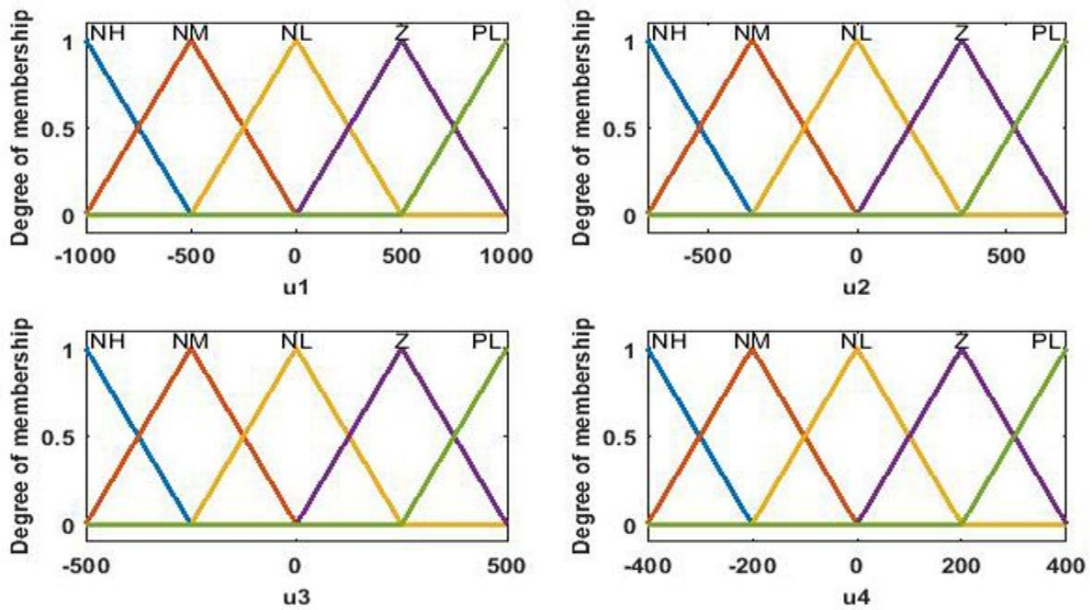 NH NM NL Z PL
1
0.5
0
Degree of membership
-1000 -500 0 500 1000
u1
NH NM NL Z PL
1
0.5
0
Degree of membership
-500 0 500
u2
NH NM NL Z PL
1
0.5
0
Degree of membership
-500 0 500
u3
NH NM NL Z PL
1
0.5
0
Degree of membership
-400 -200 0 200 400
u4